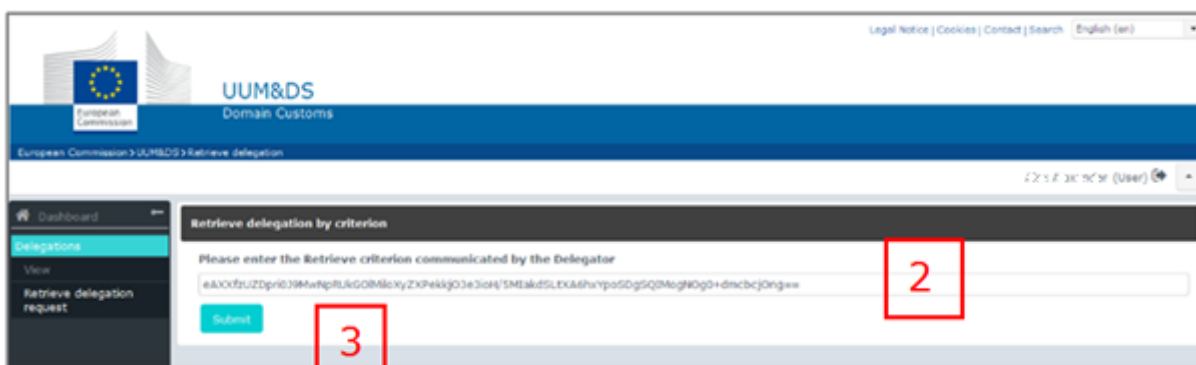 Legal Notice | Cookies | Contact | Search English (en)
European
Commission
UUM&DS
Domain Customs
European Commission > UUM&DS > Retrieve delegation
(User)
Dashboard
Delegations
View
Retrieve delegation
request
Retrieve delegation by criterion
Please enter the Retrieve criterion communicated by the Delegator
Submit
2
3